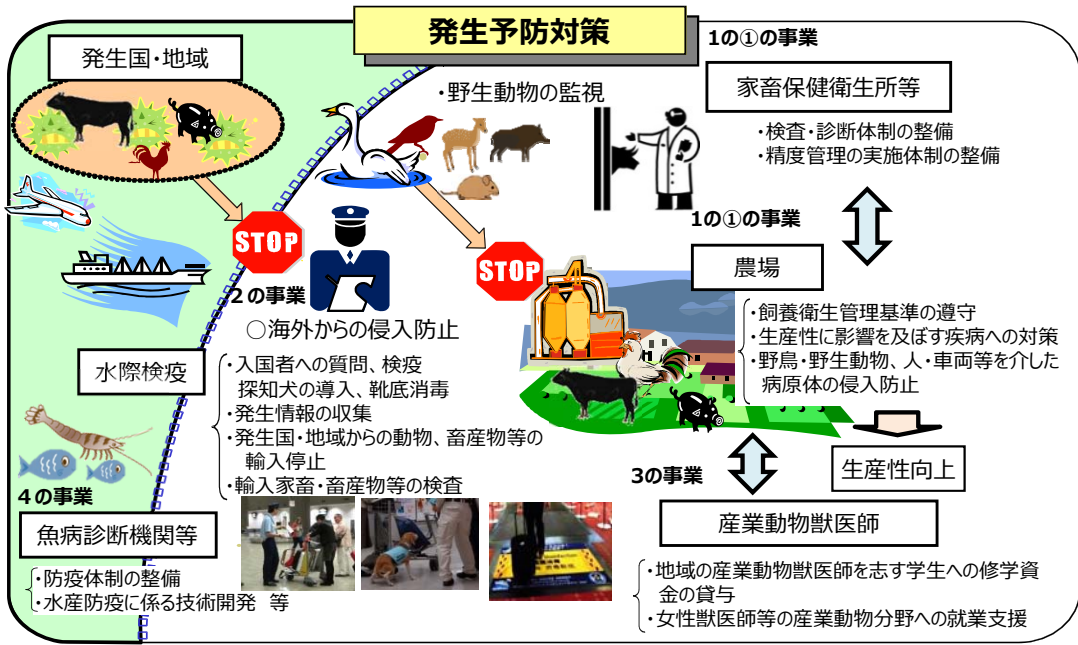 発生予防対策
発生国・地域
・野生動物の監視
1の①の事業
家畜保健衛生所等
・検査・診断体制の整備
・精度管理の実施体制の整備
STOP
STOP
1の①の事業
農場
・飼養衛生管理基準の遵守
・生産性に影響を及ぼす疾病への対策
・野鳥・野生動物、人・車両等を介した
病原体の侵入防止
生産性向上
2の事業
○海外からの侵入防止
水際検疫
・入国者への質問、検疫
探知犬の導入、靴底消毒
・発生情報の収集
・発生国・地域からの動物、畜産物等の
輸入停止
・輸入家畜・畜産物等の検査
3の事業
産業動物獣医師
・地域の産業動物獣医師を志す学生への修学資
金の貸与
・女性獣医師等の産業動物分野への就業支援
4の事業
魚病診断機関等
・防疫体制の整備
・水産防疫に係る技術開発 等